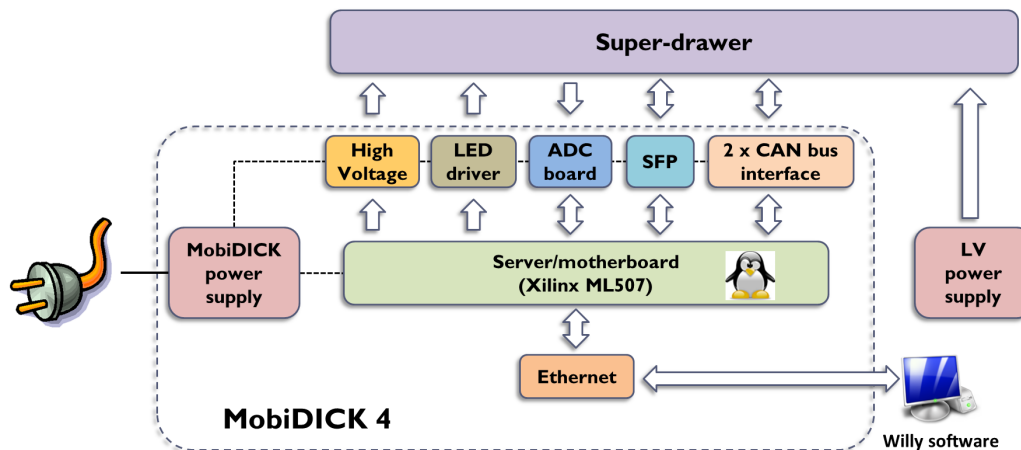 Super-drawer
High
Voltage
LED
driver
ADC
board
SFP
2 x CAN bus
interface
MobiDICK
power
supply
Server/motherboard
(Xilinx ML507)
LV
power
supply
Ethernet
MobiDICK 4
Willy software